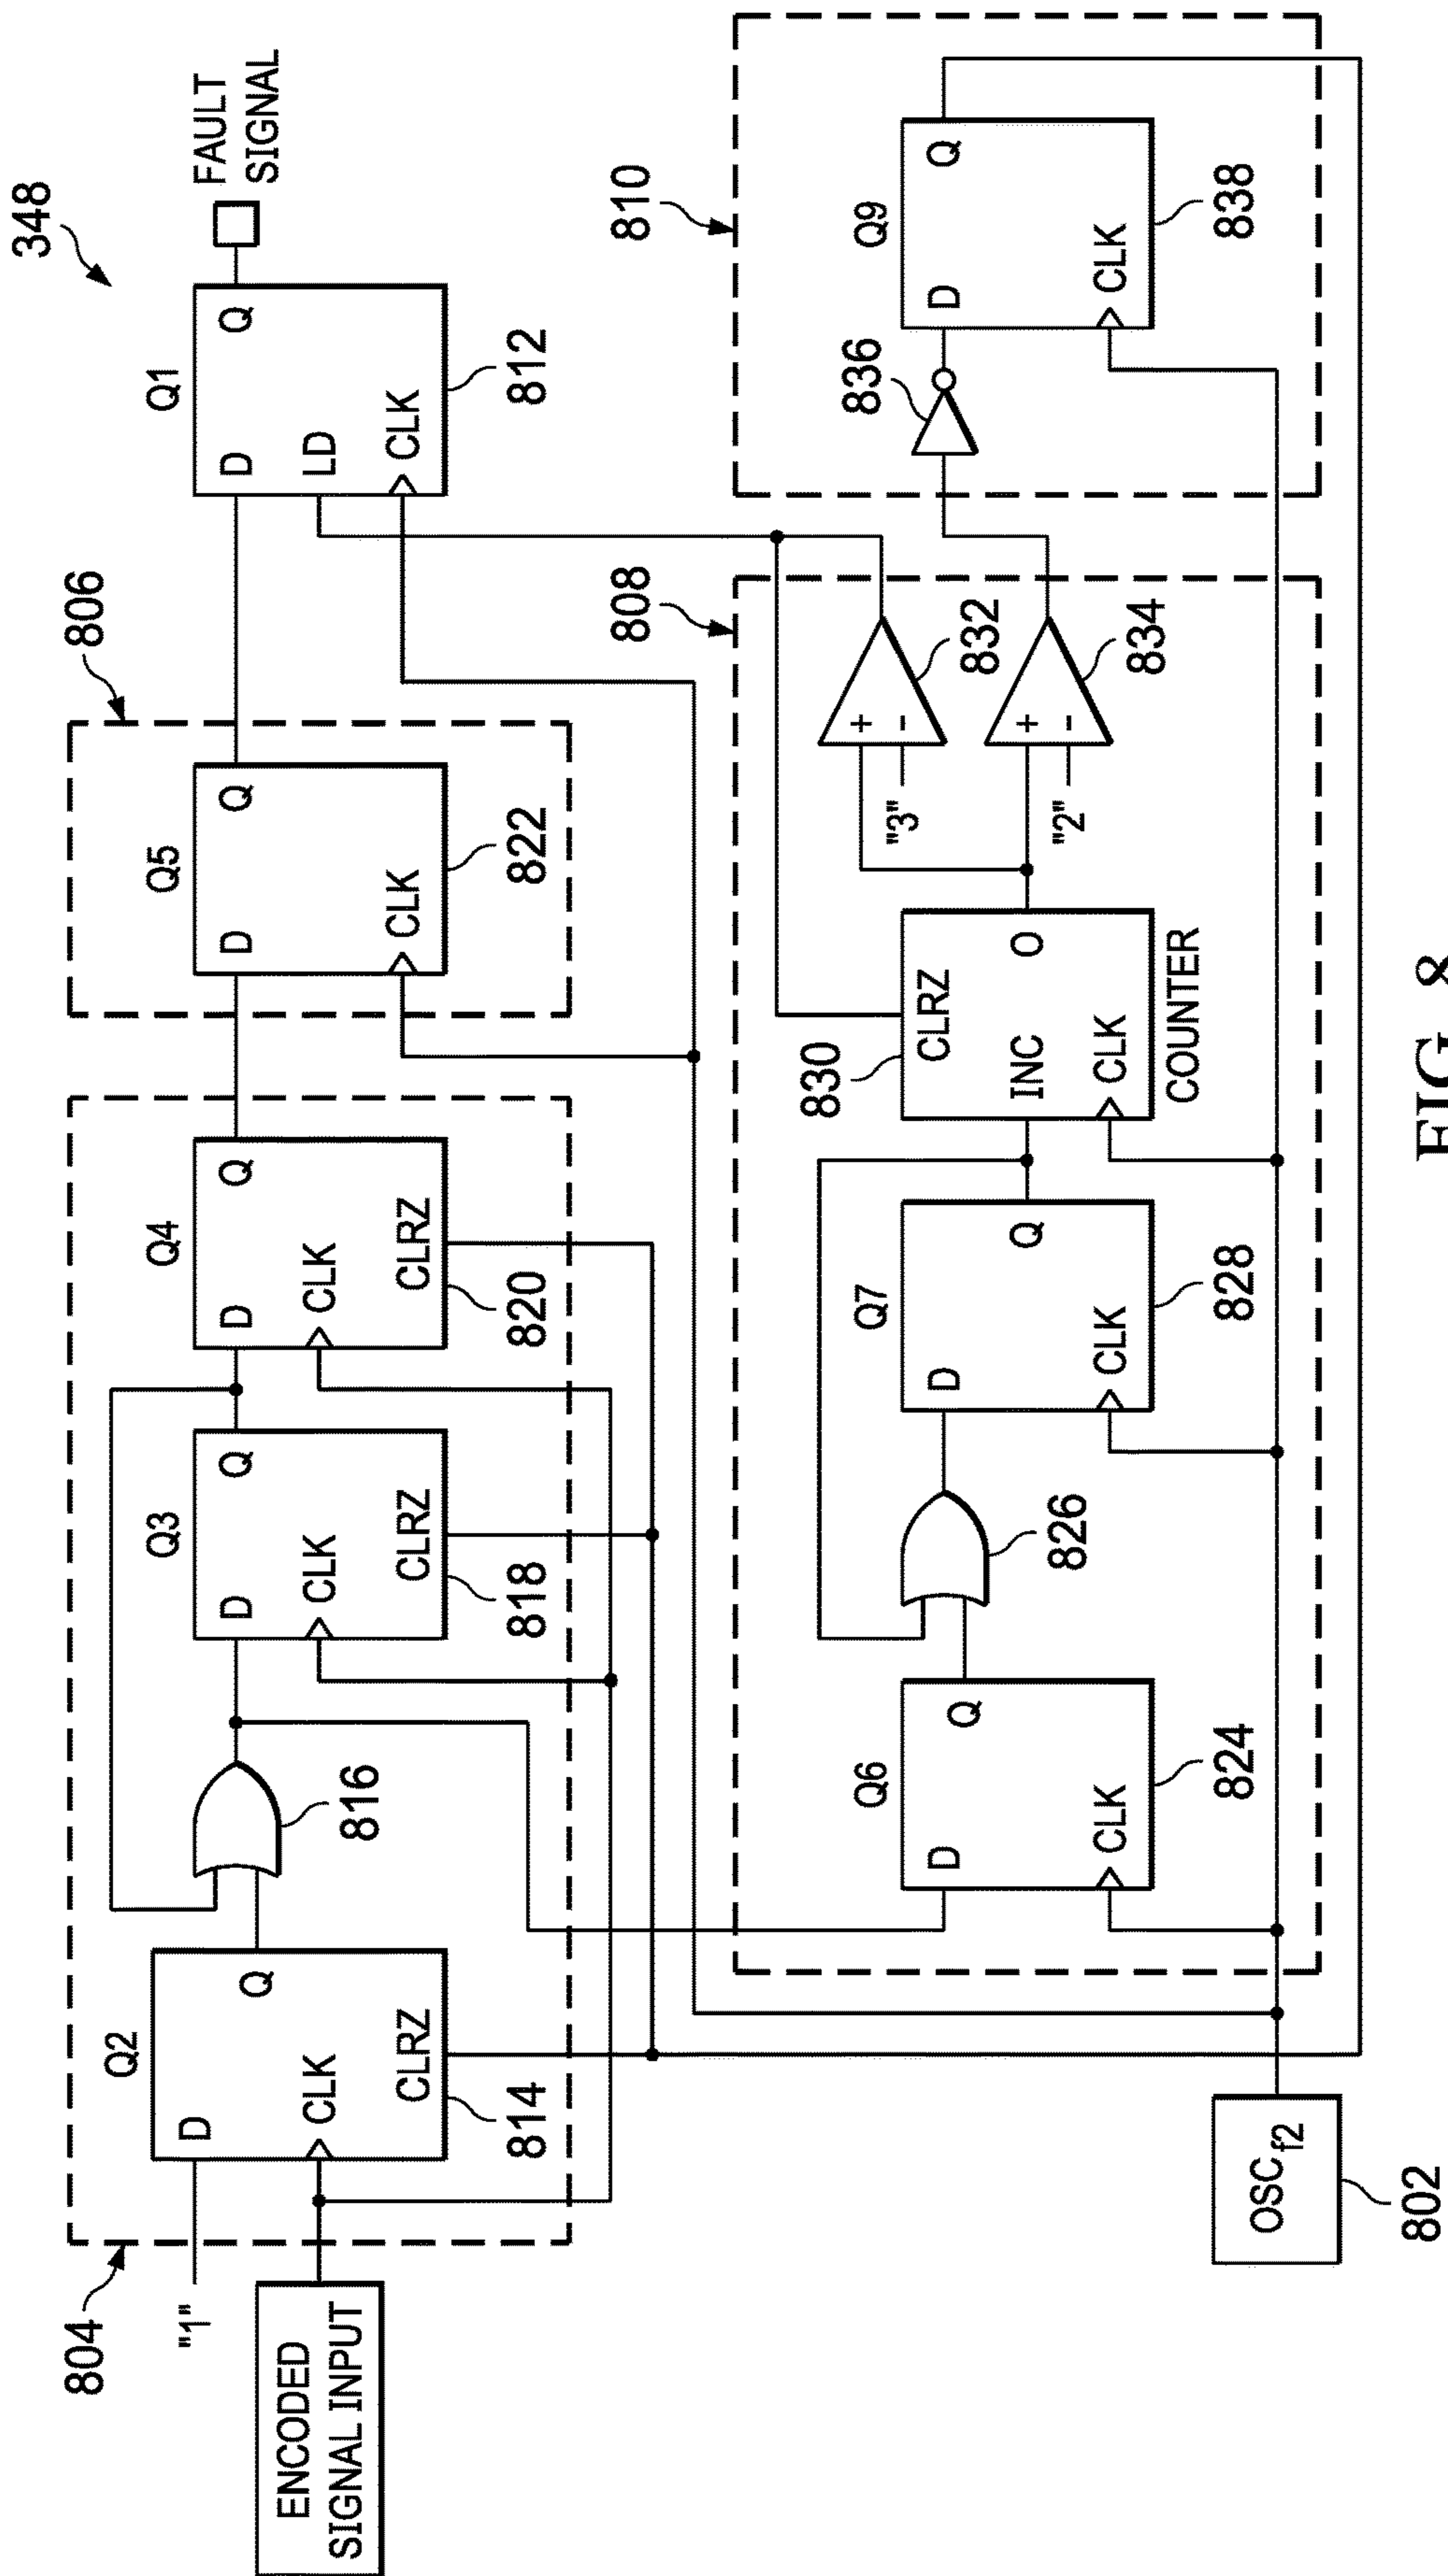 348
804
806
Q2
Q3
Q4
Q5
Q1
"1"
D
Q
CLK
CLRZ
814
816
D
Q
CLK
CLRZ
818
D
Q
CLK
CLRZ
820
D
Q
CLK
822
D
Q
LD
CLK
812
FAULT
SIGNAL
ENCODED
SIGNAL INPUT
808
810
Q6
D
Q
CLK
824
826
Q7
D
Q
CLK
828
830
CLRZ
INC
O
CLK
COUNTER
+
-
"3"
832
+
-
"2"
834
836
Q9
D
Q
CLK
838
OSCf2
802
FIG. 8